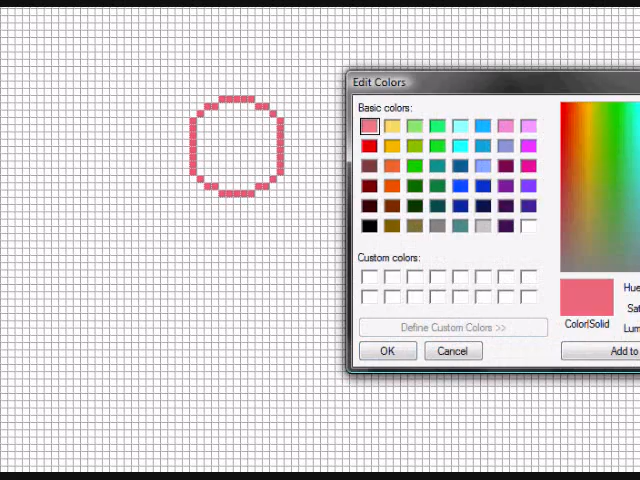 Edit Colors
Basic colors:
Custom colors:
Define Custom Colors >>
OK
Cancel
Color|Solid
Hue
Sat
Lum
Add to